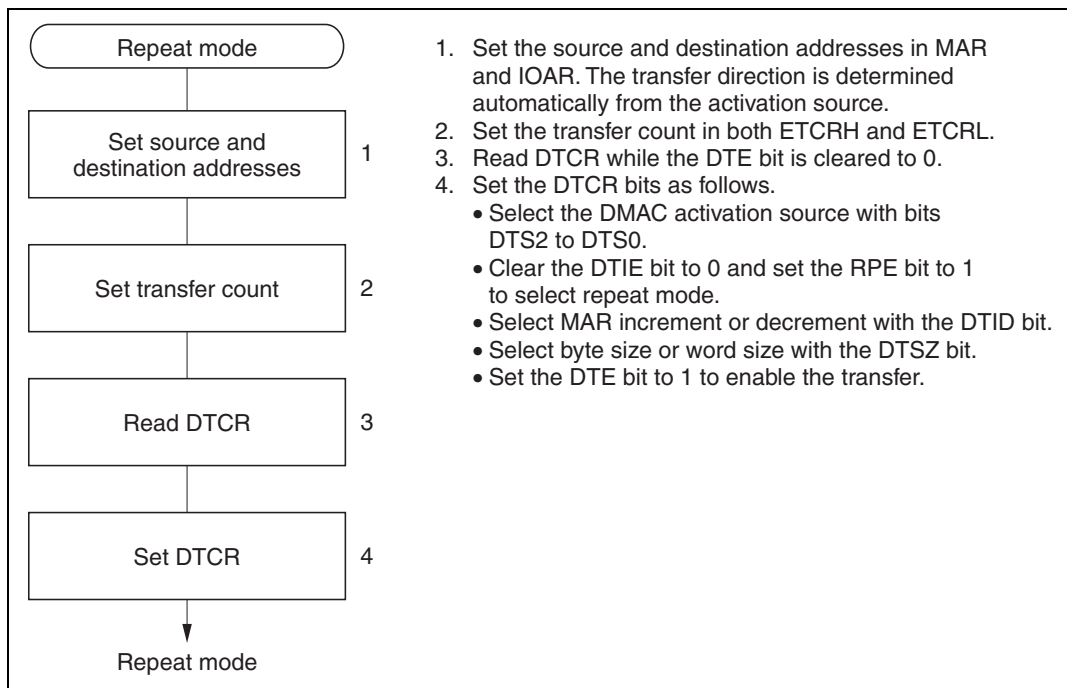 Repeat mode
Set source and
destination addresses
1
Set transfer count
2
Read DTCR
3
Set DTCR
4
Repeat mode
1. Set the source and destination addresses in MAR
and IOAR. The transfer direction is determined
automatically from the activation source.
2. Set the transfer count in both ETCRH and ETCRL.
3. Read DTCR while the DTE bit is cleared to 0.
4. Set the DTCR bits as follows.
• Select the DMAC activation source with bits
DTS2 to DTS0.
• Clear the DTIE bit to 0 and set the RPE bit to 1
to select repeat mode.
• Select MAR increment or decrement with the DTID bit.
• Select byte size or word size with the DTSZ bit.
• Set the DTE bit to 1 to enable the transfer.